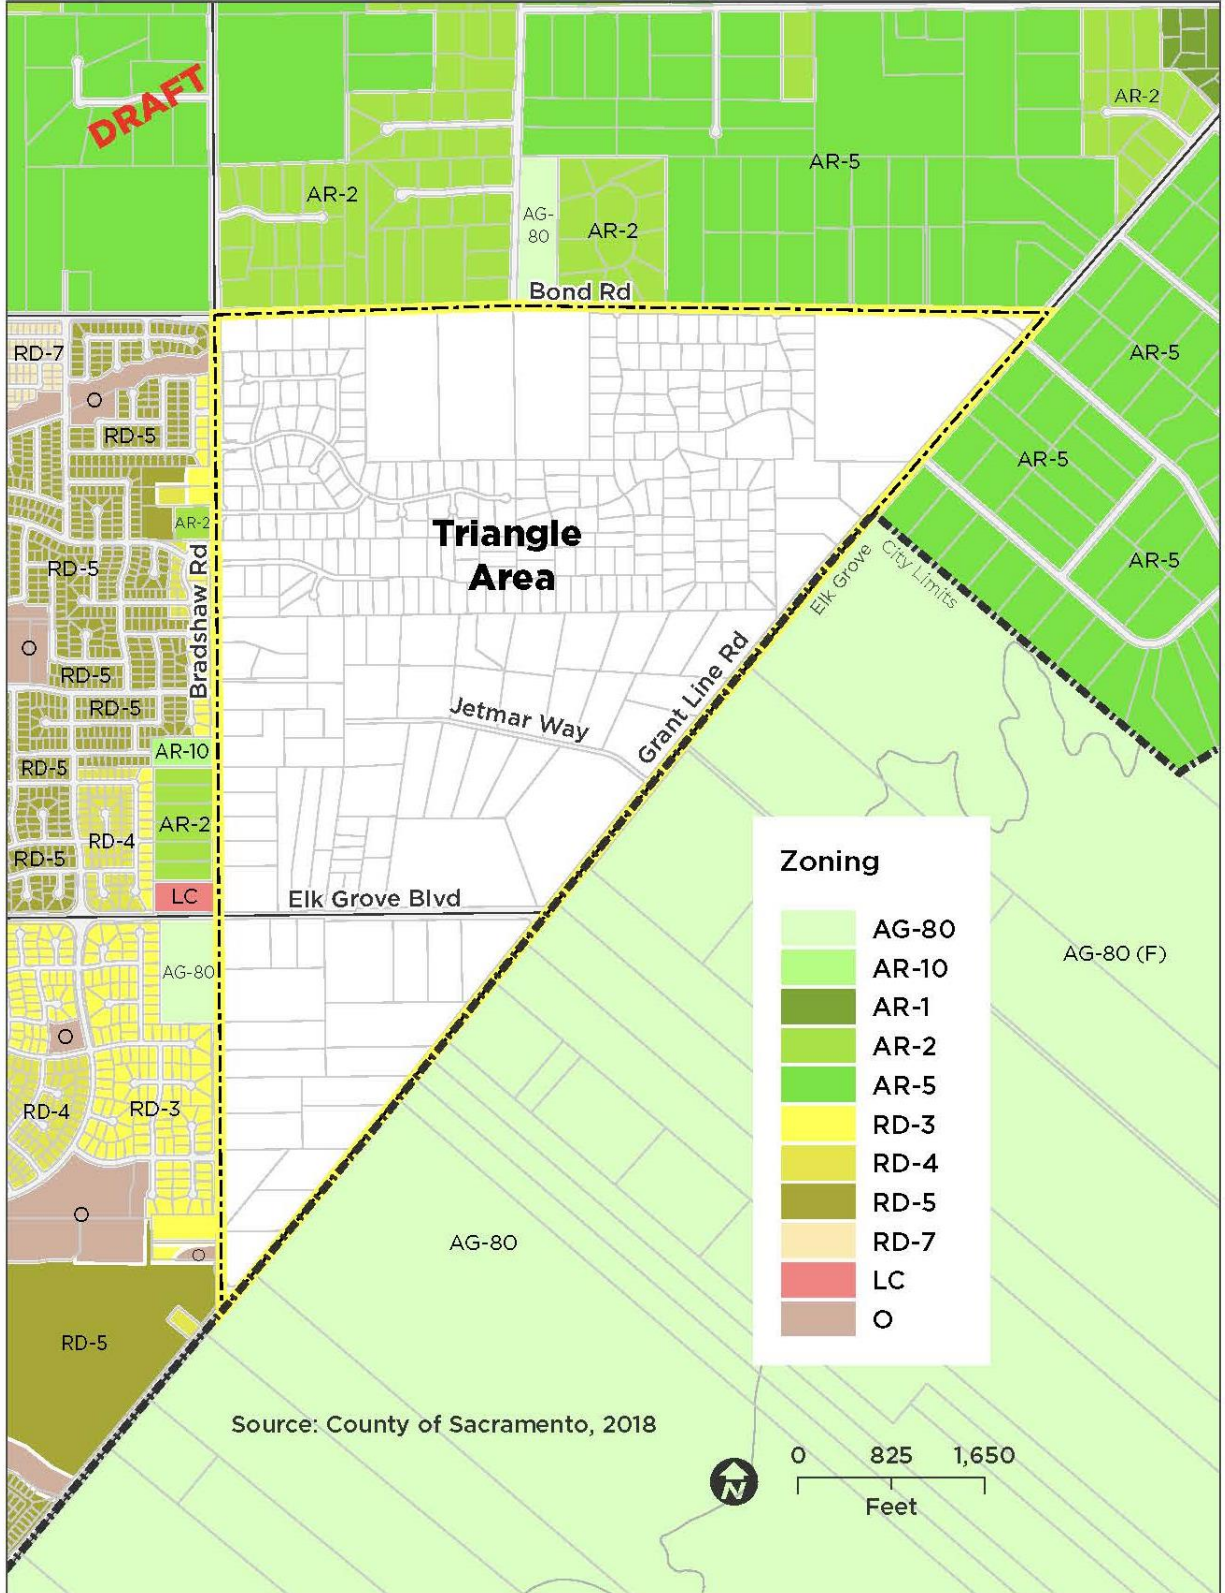 DRAFT
AR-2
AR-5
AR-2
AG-
80
AR-2
Bond Rd
RD-7
O
RD-5
AR-5
AR-5
AR-2
Triangle
Area
RD-5
Bradshaw Rd
Elk Grove
City Limits
AR-5
O
RD-5
RD-5
Jetmar Way
Grant Line Rd
AR-10
RD-5
AR-2
RD-4
RD-5
LC
Elk Grove Blvd
AG-80
O
RD-4
RD-3
O
O
RD-5
AG-80
AG-80 (F)
Zoning
AG-80
AR-10
AR-1
AR-2
AR-5
RD-3
RD-4
RD-5
RD-7
LC
O
Source: County of Sacramento, 2018
N
0 825 1,650
Feet